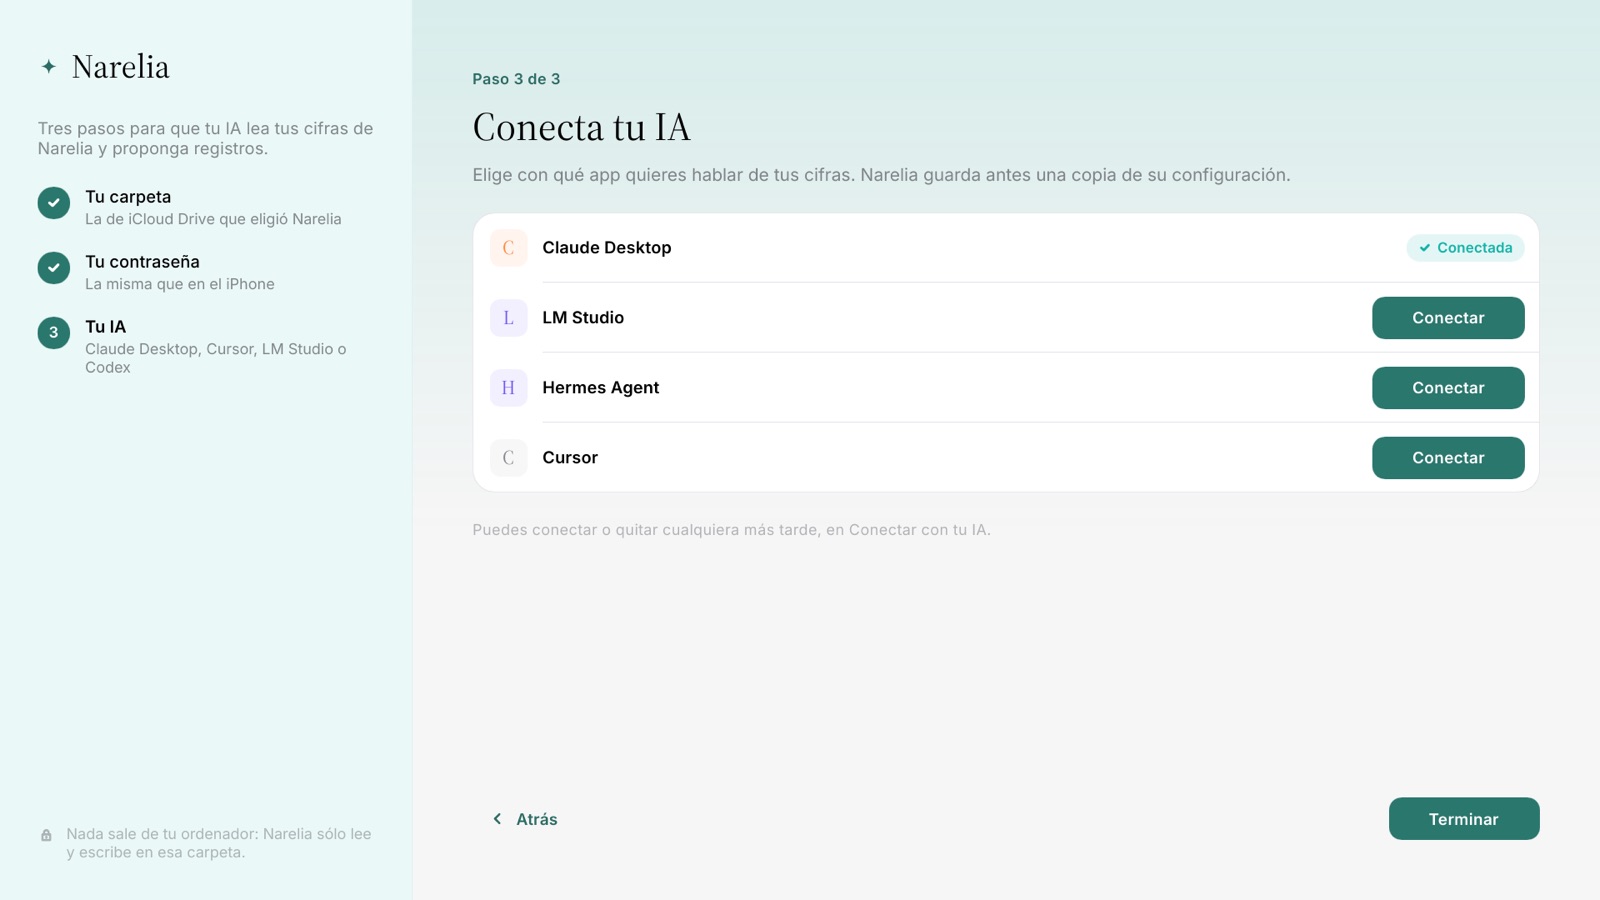 Narelia
Tres pasos para que tu IA lea tus cifras de
Narelia y proponga registros.
Tu carpeta
La de iCloud Drive que eligió Narelia
Tu contraseña
La misma que en el iPhone
3
Tu IA
Claude Desktop, Cursor, LM Studio o
Codex
Nada sale de tu ordenador: Narelia sólo lee
y escribe en esa carpeta.
Paso 3 de 3
Conecta tu IA
Elige con qué app quieres hablar de tus cifras. Narelia guarda antes una copia de su configuración.
C Claude Desktop Conectada
L LM Studio Conectar
H Hermes Agent Conectar
C Cursor Conectar
Puedes conectar o quitar cualquiera más tarde, en Conectar con tu IA.
Atrás
Terminar